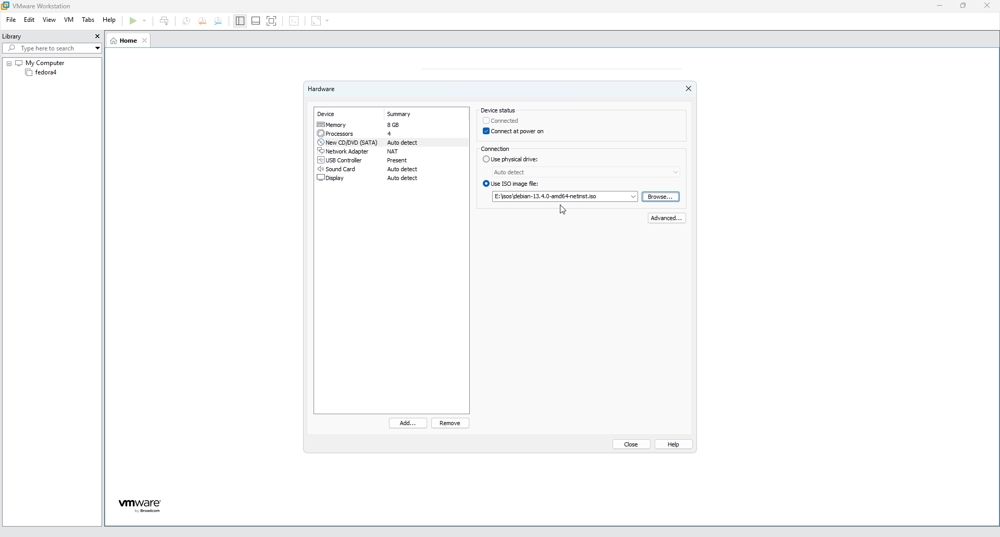 VMware Workstation
File Edit View VM Tabs Help
Library
Type here to search
My Computer
fedora4
Home
Hardware
Device Summary
Memory 8 GB
Processors 4
New CD/DVD (SATA) Auto detect
Network Adapter NAT
USB Controller Present
Sound Card Auto detect
Display Auto detect
Add... Remove
Device status
Connected
Connect at power on
Connection
Use physical drive:
Auto detect
Use ISO image file:
E:\isos\debian-13.4.0-amd64-netinst.iso Browse...
Advanced...
Close Help
vmware
by Broadcom